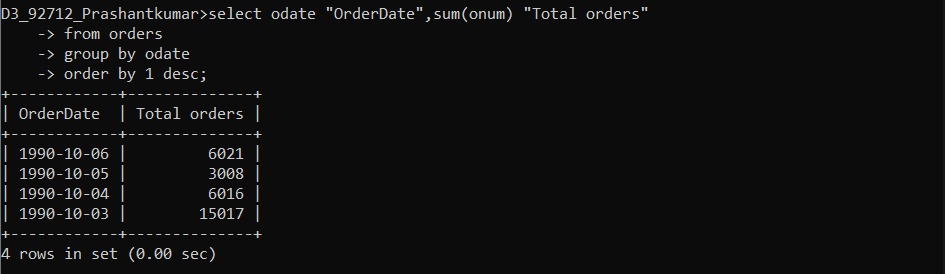 D3_92712_Prashantkumar>select odate "OrderDate",sum(onum) "Total orders"
    -> from orders
    -> group by odate
    -> order by 1 desc;
+------------+--------------+
| OrderDate  | Total orders |
+------------+--------------+
| 1990-10-06 |         6021 |
| 1990-10-05 |         3008 |
| 1990-10-04 |         6016 |
| 1990-10-03 |        15017 |
+------------+--------------+
4 rows in set (0.00 sec)